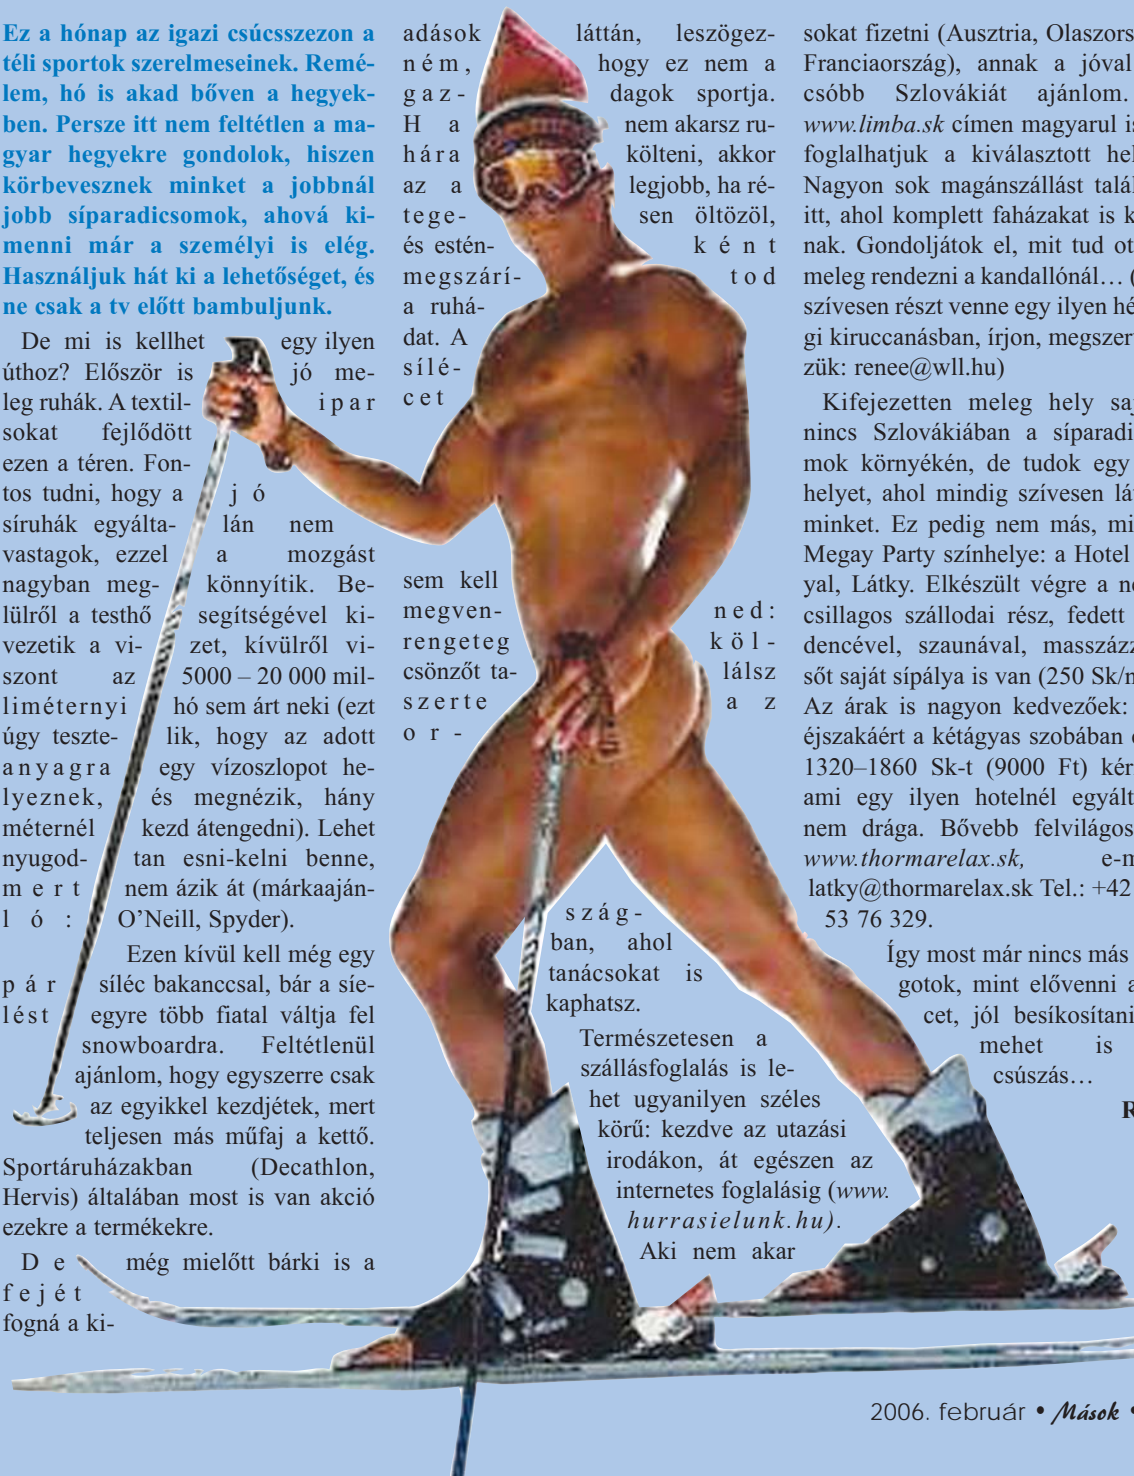 Ez a hónap az igazi csúcsszezon a
téli sportok szerelmeseinek. Remé-
lem, hó is akad bőven a hegyek-
ben. Persze itt nem feltétlen a ma-
gyar hegyekre gondolok, hiszen
körbevesznek minket a jobbnál
jobb síparadicsomok, ahová ki-
menni már a személyi is elég.
Használjuk hát ki a lehetőséget, és
ne csak a tv előtt bambuljunk.
De mi is kellhet egy ilyen
úthoz? Először is jó me-
leg ruhák. A textil- ipar
sokat fejlődött
ezen a téren. Fon-
tos tudni, hogy a jó
síruhák egyálta- lán nem
vastagok, ezzel a mozgást
nagyban meg- könnyítik. Be-
lülről a testhő segítségével ki-
vezetik a vi- zet, kívülről vi-
szont az 5000 – 20 000 mil-
liméternyi hó sem árt neki (ezt
úgy teszte- lik, hogy az adott
anyagra egy vízoszlopot he-
lyeznek, és megnézik, hány
méternél kezd átengedni). Lehet
nyugod- tan esni-kelni benne,
mert nem ázik át (márkaaján-
ló: O’Neill, Spyder).
Ezen kívül kell még egy
pár síléc bakanccsal, bár a síe-
lést egyre több fiatal váltja fel
snowboardra. Feltétlenül
ajánlom, hogy egyszerre csak
az egyikkel kezdjétek, mert
teljesen más műfaj a kettő.
Sportáruházakban (Decathlon,
Hervis) általában most is van akció
ezekre a termékekre.
De még mielőtt bárki is a
fejét
fogná a ki-
adások láttán, leszögez-
ném, hogy ez nem a
gaz- dagok sportja.
Ha nem akarsz ru-
hára költeni, akkor
az a legjobb, ha ré-
tege- sen öltözöl,
és estén- ként
megszárí- tod
a ruhá-
dat. A
sílé-
cet
sem kell
megven- ned:
rengeteg köl-
csönzőt ta- lálsz
szerte az
or-
szág-
ban, ahol
tanácsokat is
kaphatsz.
Természetesen a
szállásfoglalás is le-
het ugyanilyen széles
körű: kezdve az utazási
irodákon, át egészen az
internetes foglalásig (www.
hurrasielunk.hu).
Aki nem akar
sokat fizetni (Ausztria, Olaszors
Franciaország), annak a jóval
csóbb Szlovákiát ajánlom.
www.limba.sk címen magyarul is
foglalhatjuk a kiválasztott hel
Nagyon sok magánszállást talál
itt, ahol komplett faházakat is k
nak. Gondoljátok el, mit tud ot
meleg rendezni a kandallónál… (
szívesen részt venne egy ilyen hé
gi kiruccanásban, írjon, megszer
zük: renee@wll.hu)
Kifejezetten meleg hely saj
nincs Szlovákiában a síparadi
mok környékén, de tudok egy
helyet, ahol mindig szívesen lá
minket. Ez pedig nem más, mi
Megay Party színhelye: a Hotel
yal, Látky. Elkészült végre a n
csillagos szállodai rész, fedett
dencével, szaunával, masszázz
sőt saját sípálya is van (250 Sk/n
Az árak is nagyon kedvezőek:
éjszakáért a kétágyas szobában
1320–1860 Sk-t (9000 Ft) kér
ami egy ilyen hotelnél egyált
nem drága. Bővebb felvilágos
www.thormarelax.sk, e-m
latky@thormarelax.sk Tel.: +42
53 76 329.
Így most már nincs más
gotok, mint elővenni a
cet, jól besíkosítani
mehet is
csúszás…
R
2006. február • Mások •